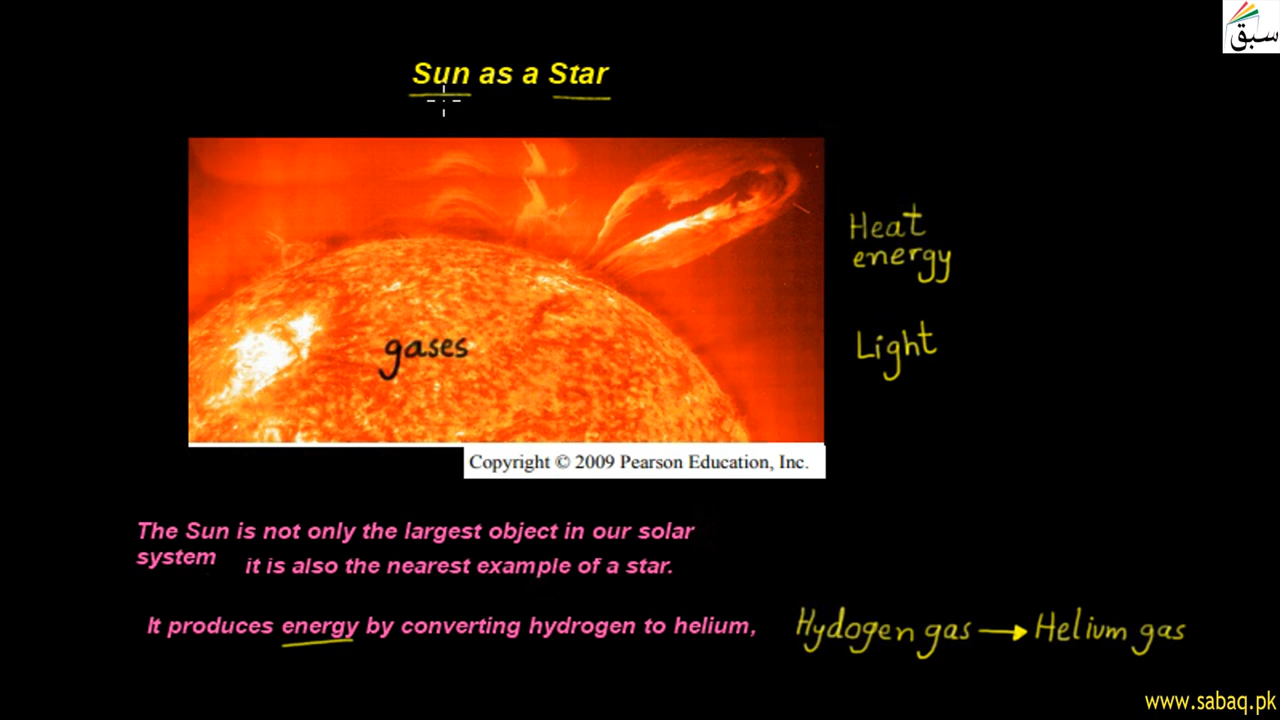 سبق
Sun as a Star
Heat
energy
Light
gases
Copyright © 2009 Pearson Education, Inc.
The Sun is not only the largest object in our solar
system
it is also the nearest example of a star.
It produces energy by converting hydrogen to helium,
Hydogen gas → Helium gas
www.sabaq.pk